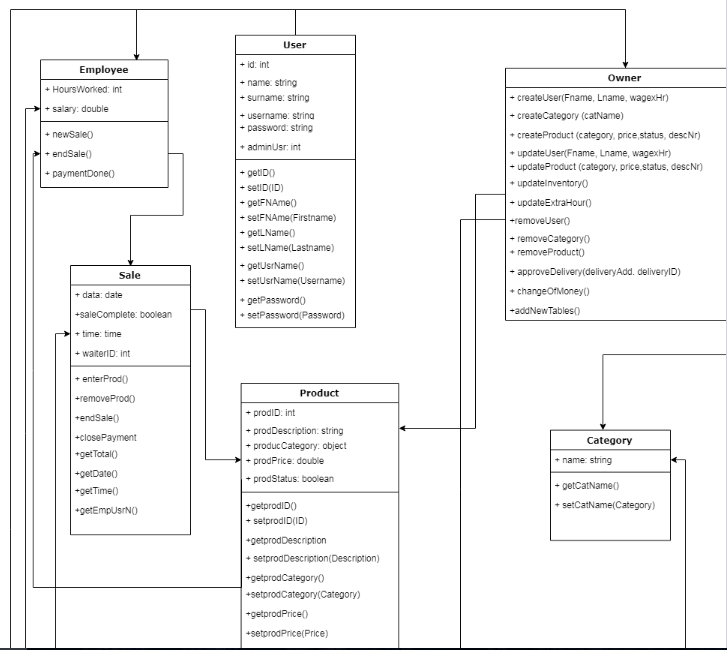 Employee
+ HoursWorked: int
+ salary: double
+ newSale()
+ endSale()
+ paymentDone()
User
+ id: int
+ name: string
+ surname: string
+ username: string
+ password: string
+ adminUsr: int
+ getID()
+ setID(ID)
+ getFNAme()
+ setFNAme(Firstname)
+ getLName()
+ setLName(Lastname)
+ getUsrName()
+ setUsrName(Username)
+ getPassword()
+ setPassword(Password)
Owner
+ createUser(Fname, Lname, wagexHr)
+ createCategory (catName)
+ createProduct (category, price,status, descNr)
+ updateUser(Fname, Lname, wagexHr)
+ updateProduct (category, price,status, descNr)
+ updateInventory()
+ updateExtraHour()
+removeUser()
+ removeCategory()
+ removeProduct()
+ approveDelivery(deliveryAdd. deliveryID)
+ changeOfMoney()
+addNewTables()
Sale
+ data: date
+saleComplete: boolean
+ time: time
+ waiterID: int
+ enterProd()
+removeProd()
+endSale()
+closePayment
+getTotal()
+getDate()
+getTime()
+getEmpUsrN()
Product
+ prodID: int
+ prodDescription: string
+ producCategory: object
+ prodPrice: double
+ prodStatus: boolean
+getprodID()
+ setprodID(ID)
+getprodDescription
+ setprodDescription(Description)
+getprodCategory()
+setprodCategory(Category)
+getprodPrice()
+setprodPrice(Price)
Category
+ name: string
+ getCatName()
+ setCatName(Category)